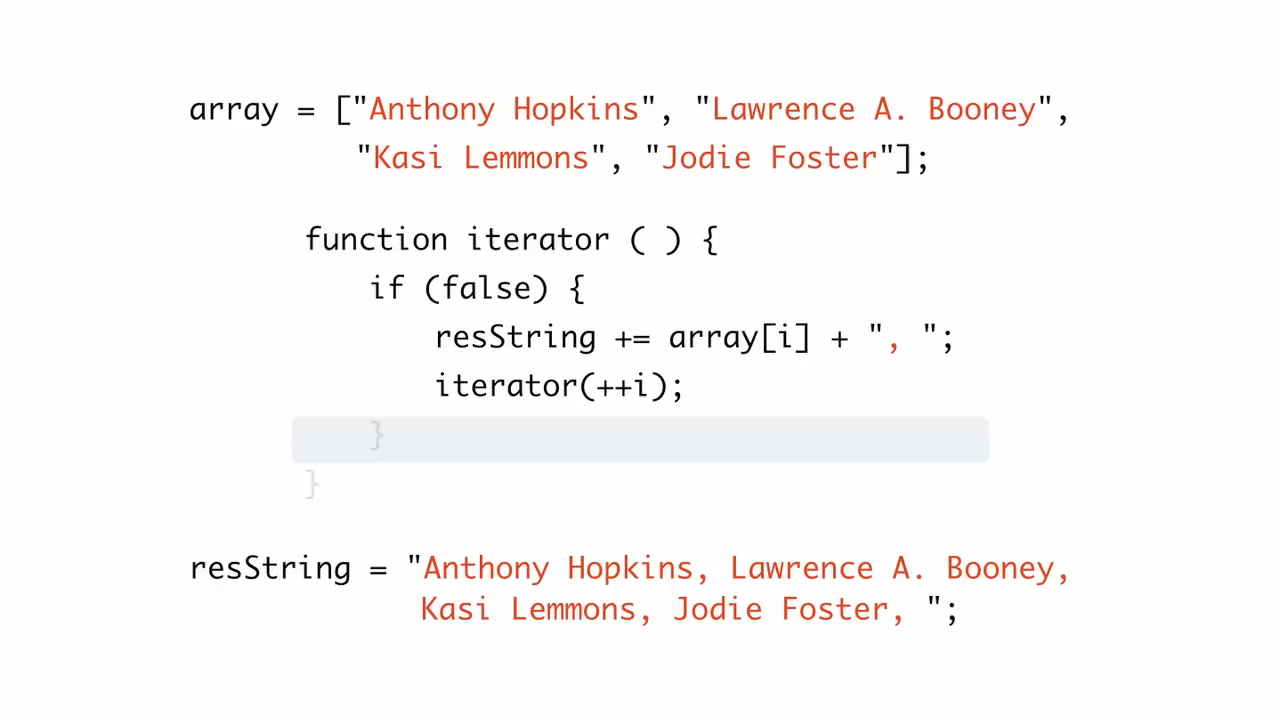 array = ["Anthony Hopkins", "Lawrence A. Booney",
"Kasi Lemmons", "Jodie Foster"];
function iterator ( ) {
if (false) {
resString += array[i] + ", ";
iterator(++i);
}
}
resString = "Anthony Hopkins, Lawrence A. Booney,
Kasi Lemmons, Jodie Foster, ";